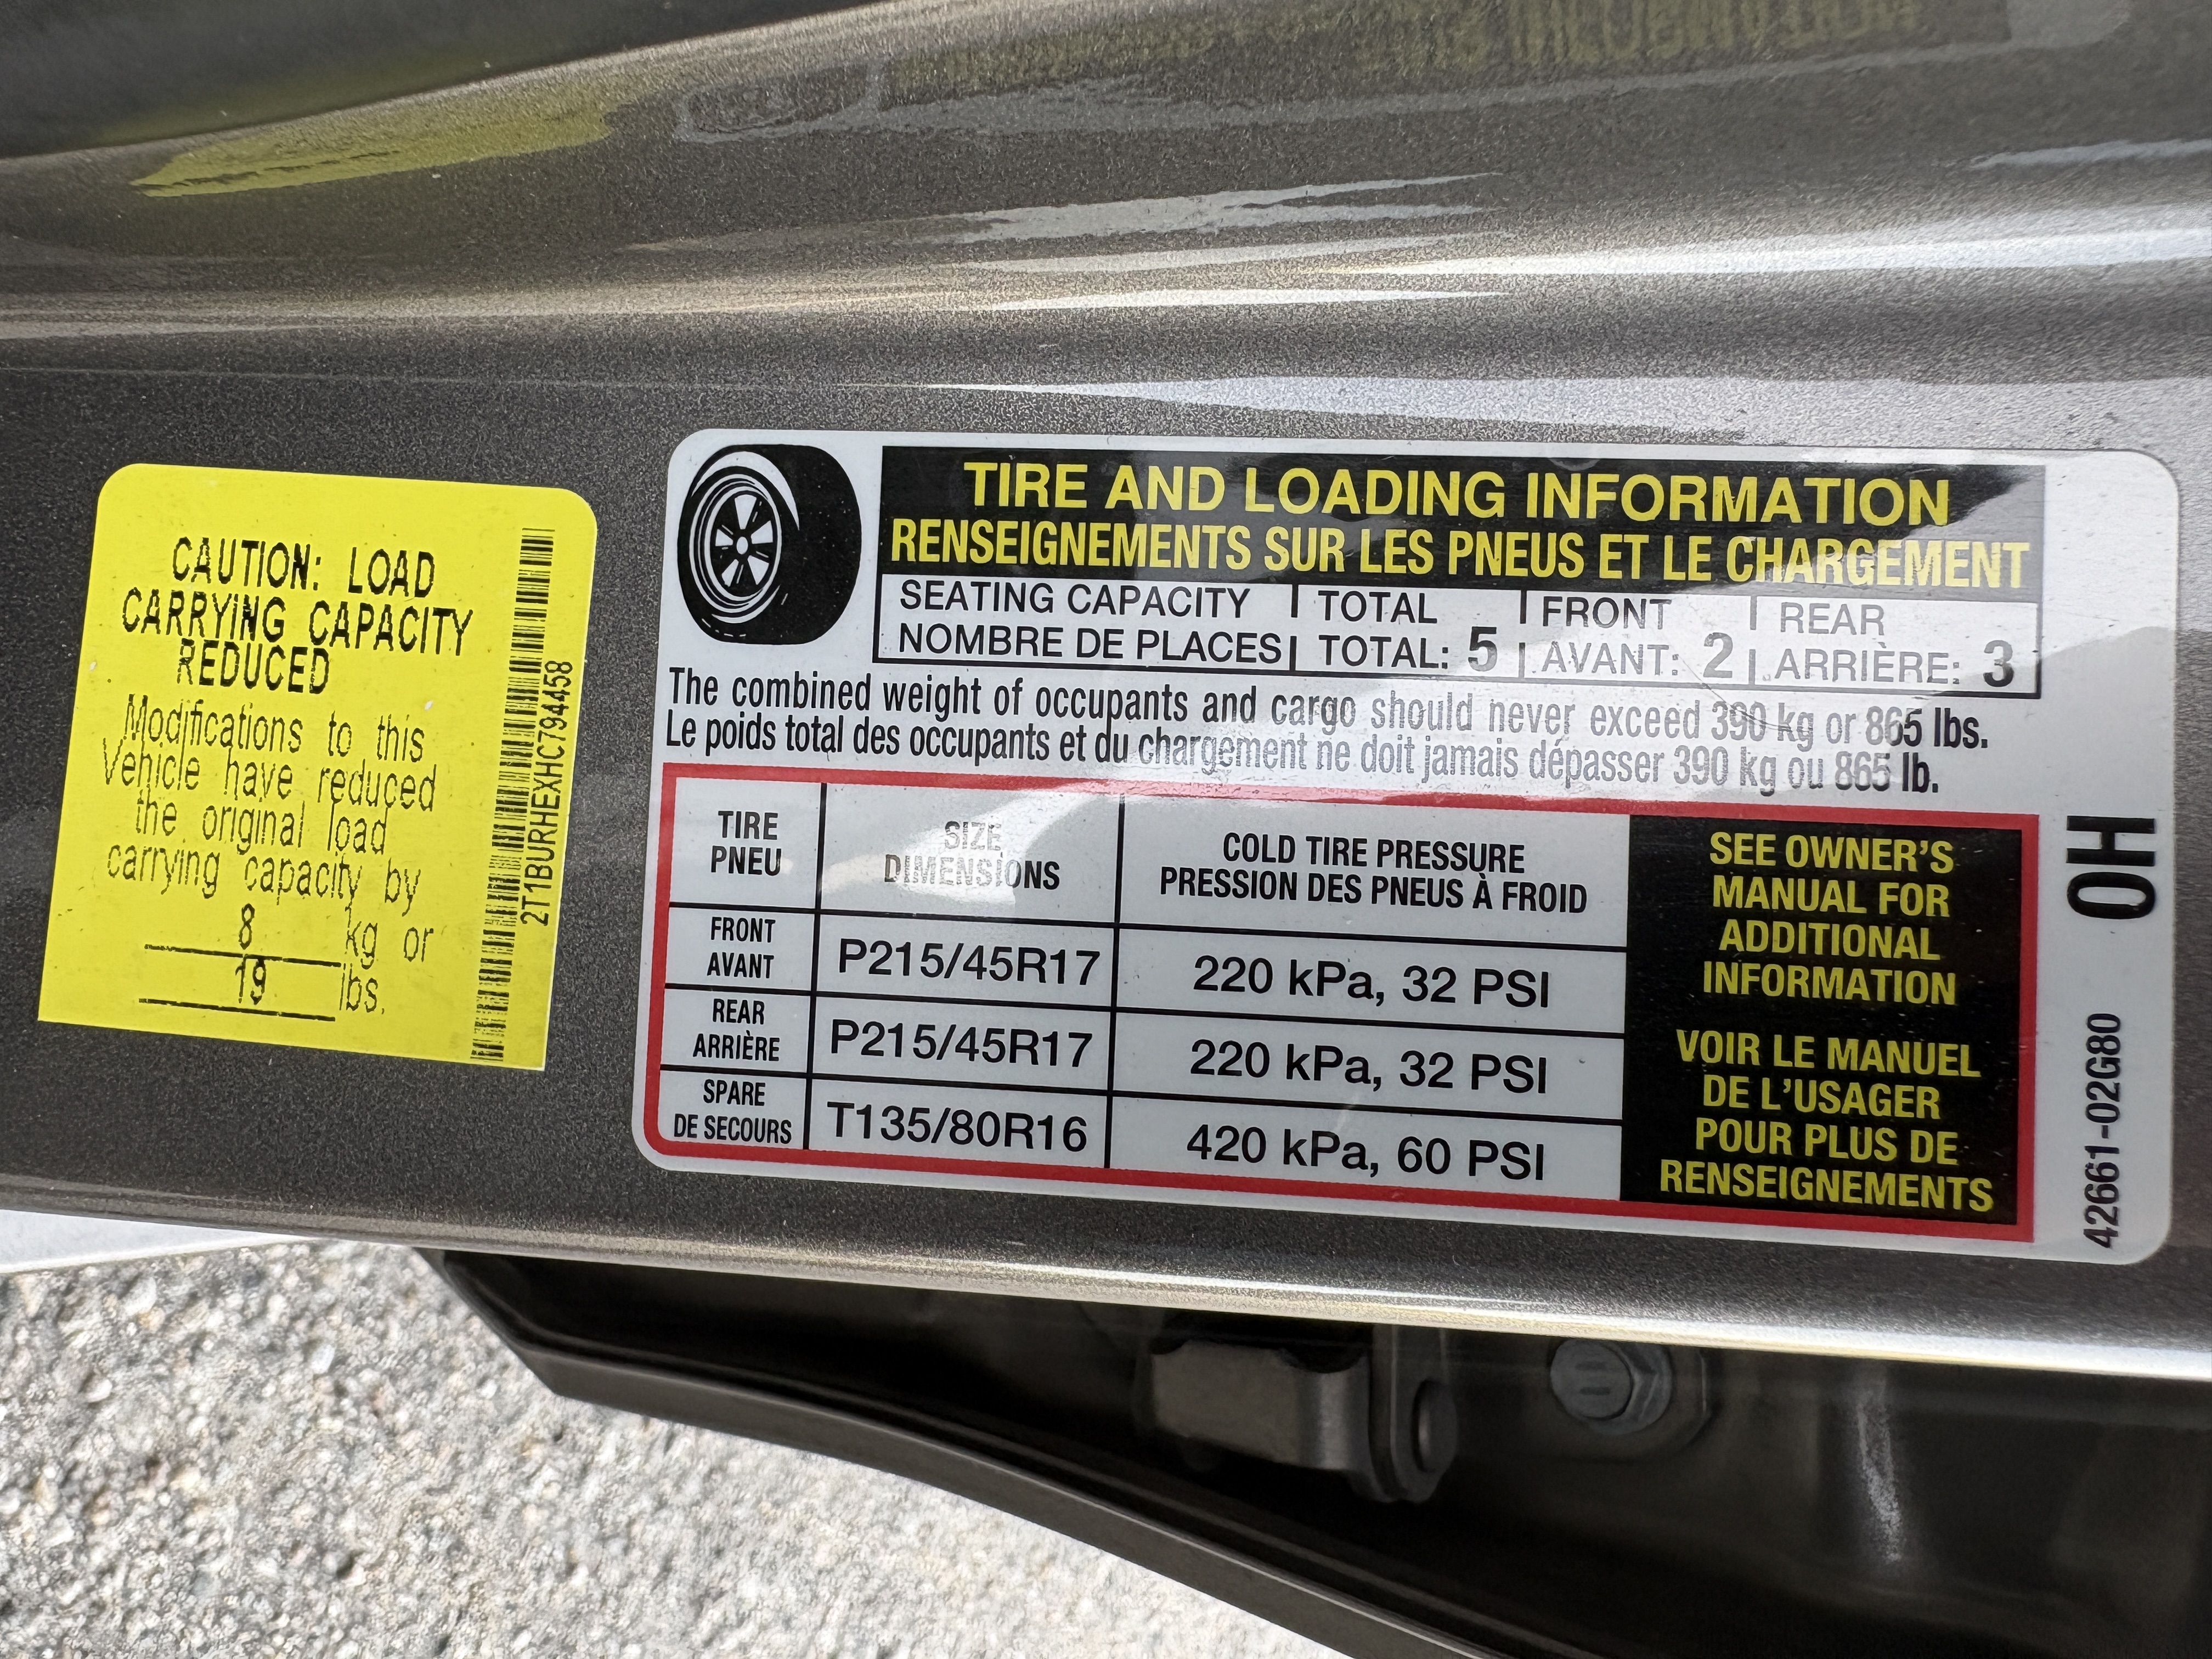 CAUTION: LOAD
CARRYING CAPACITY
REDUCED
Modifications to this
Vehicle have reduced
the original load
carrying capacity by
8 kg or
19 lbs.
2T1BURHEXHC794458
TIRE AND LOADING INFORMATION
RENSEIGNEMENTS SUR LES PNEUS ET LE CHARGEMENT
SEATING CAPACITY TOTAL FRONT REAR
NOMBRE DE PLACES TOTAL: 5 AVANT: 2 ARRIÈRE: 3
The combined weight of occupants and cargo should never exceed 390 kg or 865 lbs.
Le poids total des occupants et du chargement ne doit jamais dépasser 390 kg ou 865 lb.
TIRE
PNEU
SIZE
DIMENSIONS
COLD TIRE PRESSURE
PRESSION DES PNEUS À FROID
FRONT
AVANT
P215/45R17
220 kPa, 32 PSI
REAR
ARRIÈRE
P215/45R17
220 kPa, 32 PSI
SPARE
DE SECOURS
T135/80R16
420 kPa, 60 PSI
SEE OWNER'S
MANUAL FOR
ADDITIONAL
INFORMATION
VOIR LE MANUEL
DE L'USAGER
POUR PLUS DE
RENSEIGNEMENTS
42661-02G80 0H